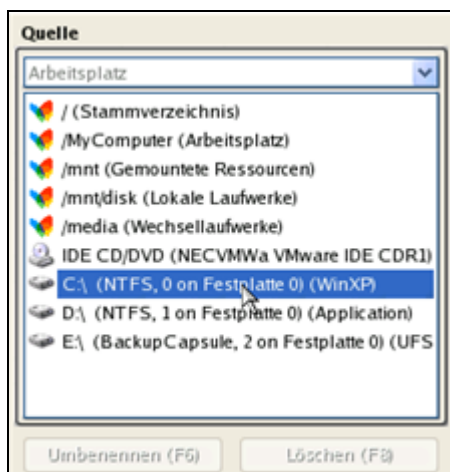 Quelle
Arbeitsplatz
/ (Stammverzeichnis)
/MyComputer (Arbeitsplatz)
/mnt (Gemountete Ressourcen)
/mnt/disk (Lokale Laufwerke)
/media (Wechsellaufwerke)
IDE CD/DVD (NECVMWa VMware IDE CDR1)
C:\ (NTFS, 0 on Festplatte 0) (WinXP)
D:\ (NTFS, 1 on Festplatte 0) (Application)
E:\ (BackupCapsule, 2 on Festplatte 0) (UFS
Umbenennen (F6)
Löschen (F8)